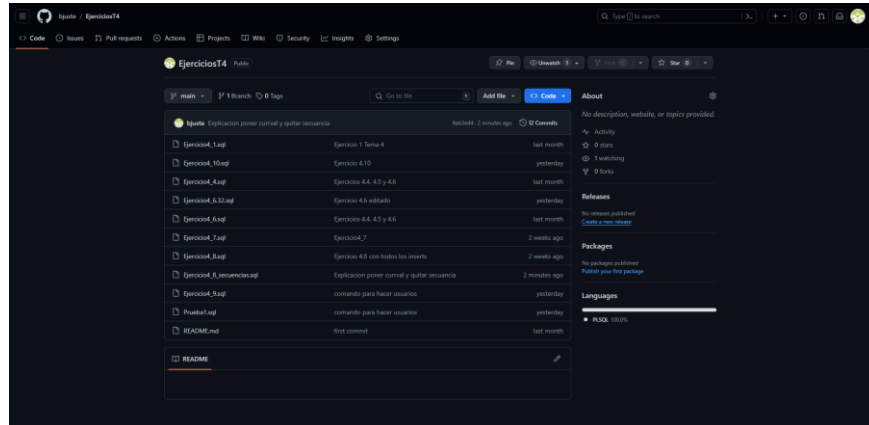 bjuste / EjerciciosT4
Type / to search
Code Issues Pull requests Actions Projects Wiki Security Insights Settings
EjerciciosT4 Public
Pin Unwatch 1 Fork 0 Star 0
main 1 Branch 0 Tags
Go to file t
Add file Code
bjuste Explicacion poner currval y quitar secuancia
2 minutes ago 12 Commits
Ejercicio4_1.sql Ejercicio 1 Tema 4 last month
Ejercicio4_10.sql Ejercicio 4.10 yesterday
Ejercicio4_4.sql Ejercicios 4.4, 4.5 y 4.6 last month
Ejercicio4_6.32.sql Ejercicio 4.6 editado yesterday
Ejercicio4_6.sql Ejercicios 4.4, 4.5 y 4.6 last month
Ejercicio4_7.sql Ejercicio4_7 2 weeks ago
Ejercicio4_8.sql Ejercicio 4.8 con todos los inserts 2 weeks ago
Ejercicio4_8_secuencias.sql Explicacion poner currval y quitar secuancia 2 minutes ago
Ejercicio4_9.sql comando para hacer usuarios yesterday
Prueba1.sql comando para hacer usuarios yesterday
README.md first commit last month
README
About
No description, website, or topics provided.
Activity
0 stars
1 watching
0 forks
Releases
No releases published
Create a new release
Packages
No packages published
Publish your first package
Languages
PLSQL 100.0%